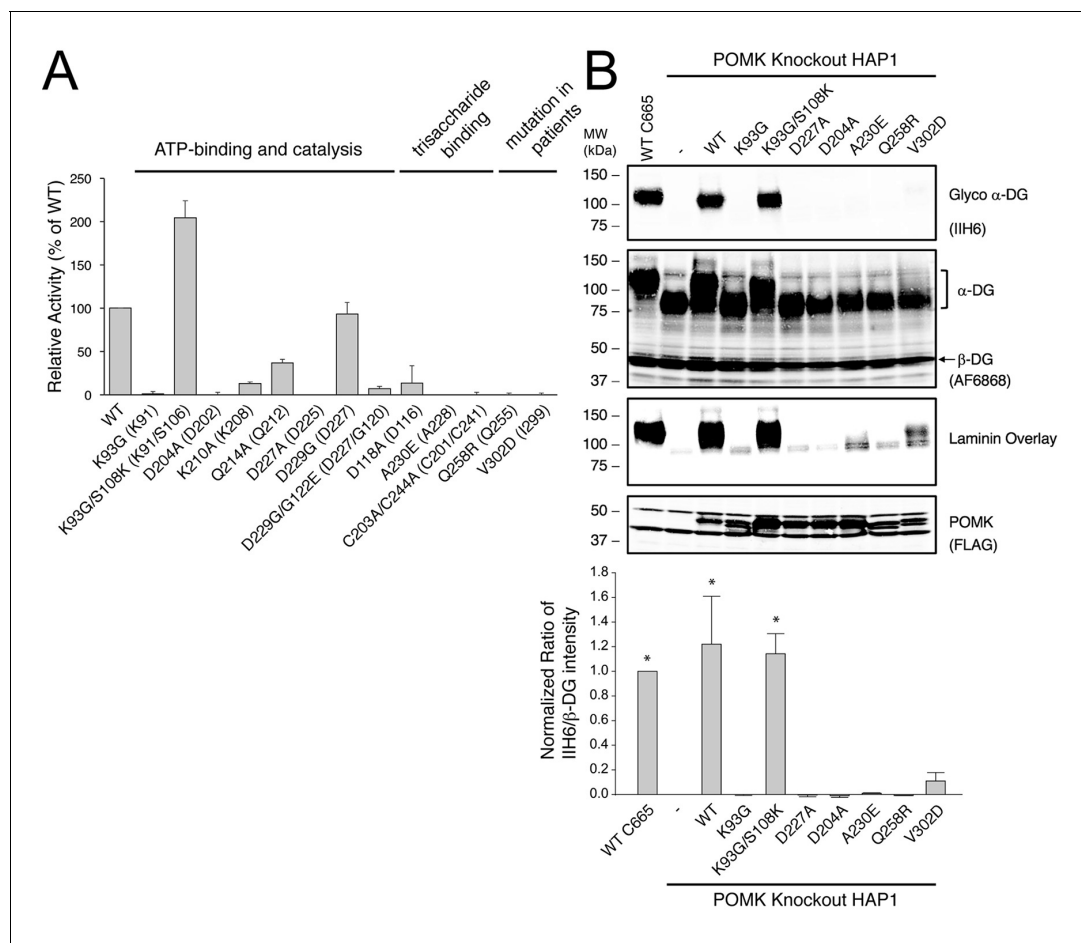 A
ATP-binding and catalysis
trisaccharide
binding
mutation in
patients
Relative Activity (% of WT)
250
200
150
100
50
0
WT
K93G (K91)
K93G/S108K (K91/S106)
D204A (D202)
K210A (K208)
Q214A (Q212)
D227A (D225)
D229G (D227)
D229G/G122E (D227/G120)
D118A (D116)
A230E (A228)
C203A/C244A (C201/C241)
Q258R (Q255)
V302D (I299)
B
POMK Knockout HAP1
MW
(kDa)
WT C665
-
WT
K93G
K93G/S108K
D227A
D204A
A230E
Q258R
V302D
150
100
75
Glyco α-DG
(IIH6)
150
100
75
50
37
α-DG
β-DG
(AF6868)
150
100
75
Laminin Overlay
50
37
POMK
(FLAG)
Normalized Ratio of
IIH6/β-DG intensity
1.8
1.6
1.4
1.2
1.0
0.8
0.6
0.4
0.2
0.0
*
*
*
WT C665
-
WT
K93G
K93G/S108K
D227A
D204A
A230E
Q258R
V302D
POMK Knockout HAP1